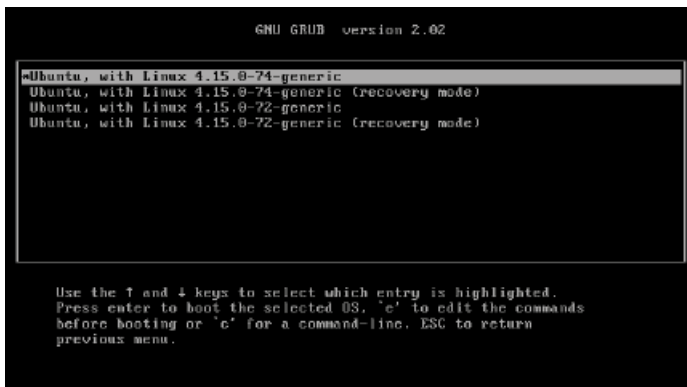 GNU GRUB version 2.02
*Ubuntu, with Linux 4.15.0-74-generic
Ubuntu, with Linux 4.15.0-74-generic (recovery mode)
Ubuntu, with Linux 4.15.0-72-generic
Ubuntu, with Linux 4.15.0-72-generic (recovery mode)
Use the ↑ and ↓ keys to select which entry is highlighted.
Press enter to boot the selected OS, `e' to edit the commands
before booting or `c' for a command-line. ESC to return
previous menu.